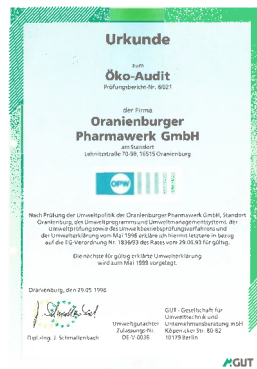 Urkunde
zum
Öko-Audit
Prüfungsbericht-Nr. 6/021
der Firma
Oranienburger
Pharmawerk GmbH
am Standort
Lehnitzstraße 70-98, 16515 Oranienburg
OPW
Nach Prüfung der Umweltpolitik der Oranienburger Pharmawerk GmbH, Standort
Oranienburg, des Umweltprogramms und Umweltmanagementsystems, der
Umweltprüfung sowie des Umweltbetriebsprüfungsverfahrens und
der Umwelterklärung vom Mai 1996 erkläre ich hiermit letztere in bezug
auf die EG-Verordnung Nr. 1836/93 des Rates vom 29.06.93 für gültig.
Die nächste für gültig erklärte Umwelterklärung
wird zum Mai 1999 vorgelegt.
Oranienburg, den 29.05.1996
Dipl.-Ing. J. Schmallenbach
Umweltgutachter
Zulassungs-Nr.
DE-V-0036
GUT - Gesellschaft für
Umwelttechnik und
Unternehmensberatung mbH
Köpenicker Str.
10179 Berlin
GUT